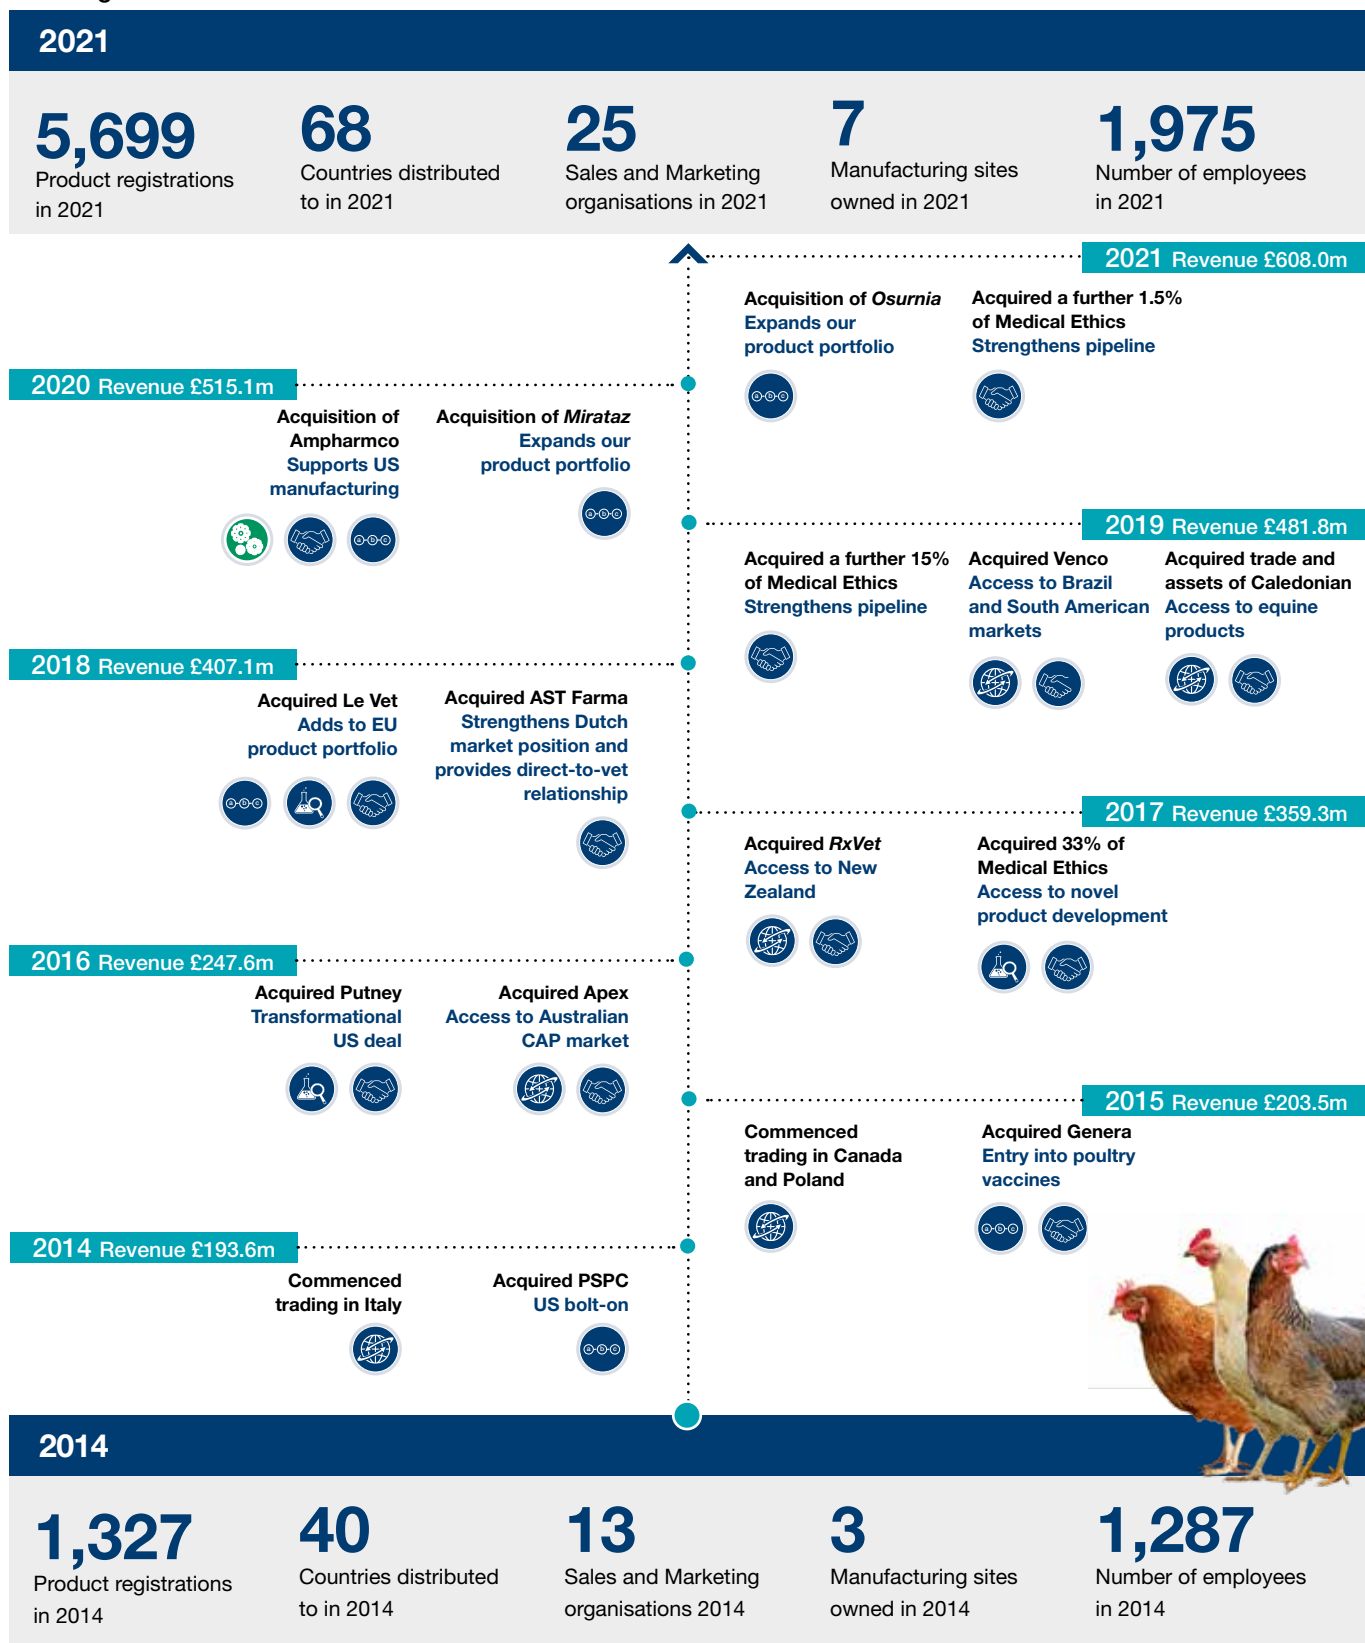 2021
5,699
Product registrations
in 2021
68
Countries distributed
to in 2021
25
Sales and Marketing
organisations in 2021
7
Manufacturing sites
owned in 2021
1,975
Number of employees
in 2021
2021 Revenue £608.0m
Acquisition of Osurnia
Expands our
product portfolio
a b c
Acquired a further 1.5%
of Medical Ethics
Strengthens pipeline
2020 Revenue £515.1m
Acquisition of
Ampharmco
Supports US
manufacturing
a b c
Acquisition of Mirataz
Expands our
product portfolio
a b c
2019 Revenue £481.8m
Acquired a further 15%
of Medical Ethics
Strengthens pipeline
Acquired Venco
Access to Brazil
and South American
markets
Acquired trade and
assets of Caledonian
Access to equine
products
2018 Revenue £407.1m
Acquired Le Vet
Adds to EU
product portfolio
a b c
Acquired AST Farma
Strengthens Dutch
market position and
provides direct-to-vet
relationship
2017 Revenue £359.3m
Acquired RxVet
Access to New
Zealand
Acquired 33% of
Medical Ethics
Access to novel
product development
2016 Revenue £247.6m
Acquired Putney
Transformational
US deal
Acquired Apex
Access to Australian
CAP market
2015 Revenue £203.5m
Commenced
trading in Canada
and Poland
Acquired Genera
Entry into poultry
vaccines
a b c
2014 Revenue £193.6m
Commenced
trading in Italy
Acquired PSPC
US bolt-on
a b c
2014
1,327
Product registrations
in 2014
40
Countries distributed
to in 2014
13
Sales and Marketing
organisations 2014
3
Manufacturing sites
owned in 2014
1,287
Number of employees
in 2014